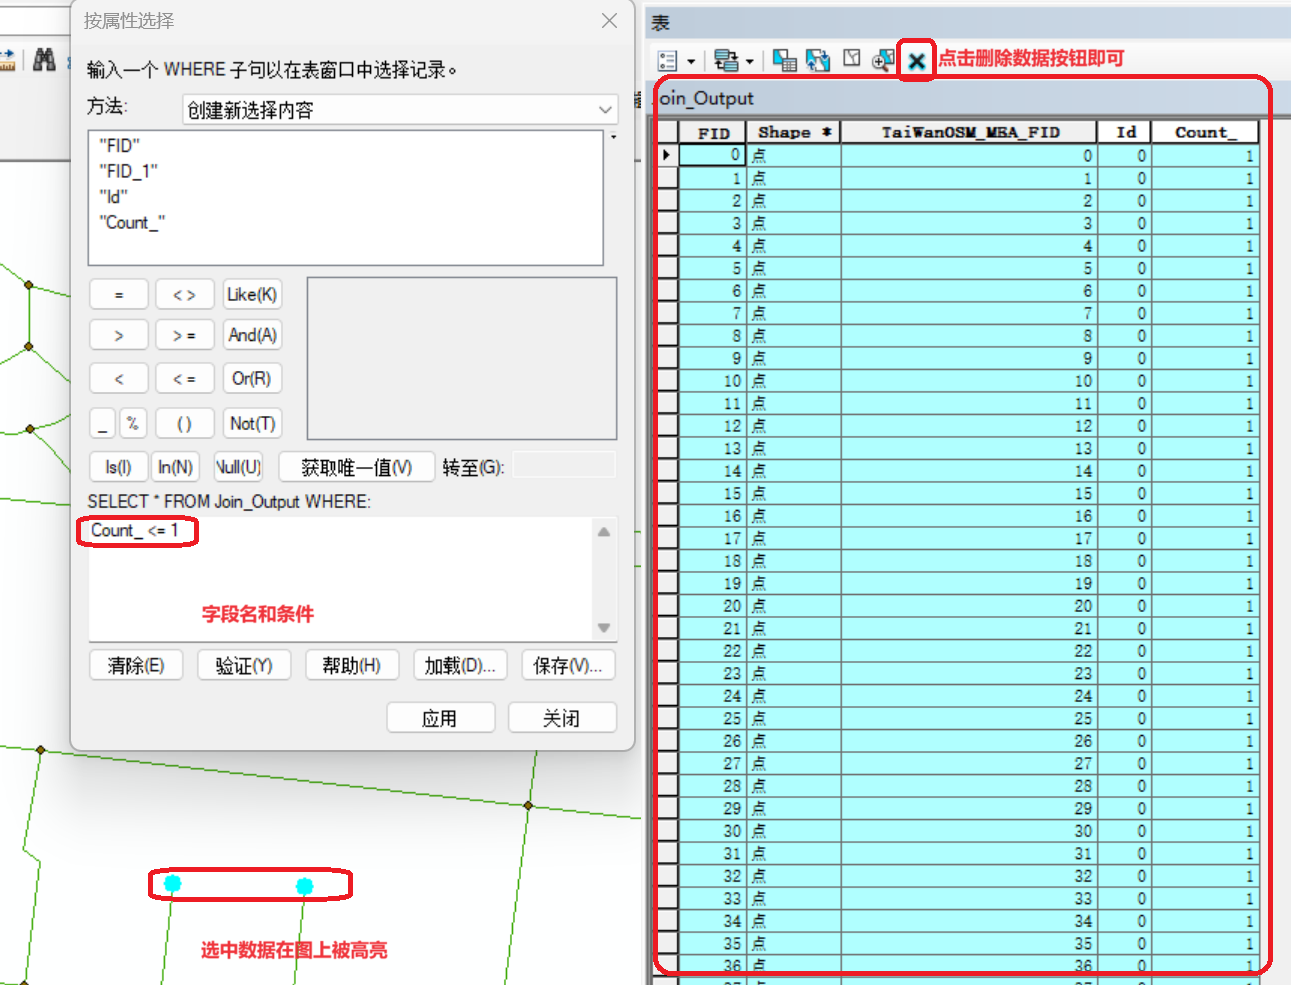 按属性选择
输入一个 WHERE 子句以在表窗口中选择记录。
方法:
创建新选择内容
"FID"
"FID_1"
"Id"
"Count_"
= < > Like(K)
> > = And(A)
< < = Or(R)
_ % ( ) Not(T)
Is(I) In(N) Null(U) 获取唯一值(V) 转至(G):
SELECT * FROM Join_Output WHERE:
Count_ <= 1
字段名和条件
清除(E) 验证(Y) 帮助(H) 加载(D)... 保存(V)...
应用 关闭
选中数据在图上被高亮
表
点击删除数据按钮即可
Join_Output
FID Shape * TaiWanOSM_MEA_FID Id Count_
0 点 0 0 1
1 点 1 0 1
2 点 2 0 1
3 点 3 0 1
4 点 4 0 1
5 点 5 0 1
6 点 6 0 1
7 点 7 0 1
8 点 8 0 1
9 点 9 0 1
10 点 10 0 1
11 点 11 0 1
12 点 12 0 1
13 点 13 0 1
14 点 14 0 1
15 点 15 0 1
16 点 16 0 1
17 点 17 0 1
18 点 18 0 1
19 点 19 0 1
20 点 20 0 1
21 点 21 0 1
22 点 22 0 1
23 点 23 0 1
24 点 24 0 1
25 点 25 0 1
26 点 26 0 1
27 点 27 0 1
28 点 28 0 1
29 点 29 0 1
30 点 30 0 1
31 点 31 0 1
32 点 32 0 1
33 点 33 0 1
34 点 34 0 1
35 点 35 0 1
36 点 36 0 1